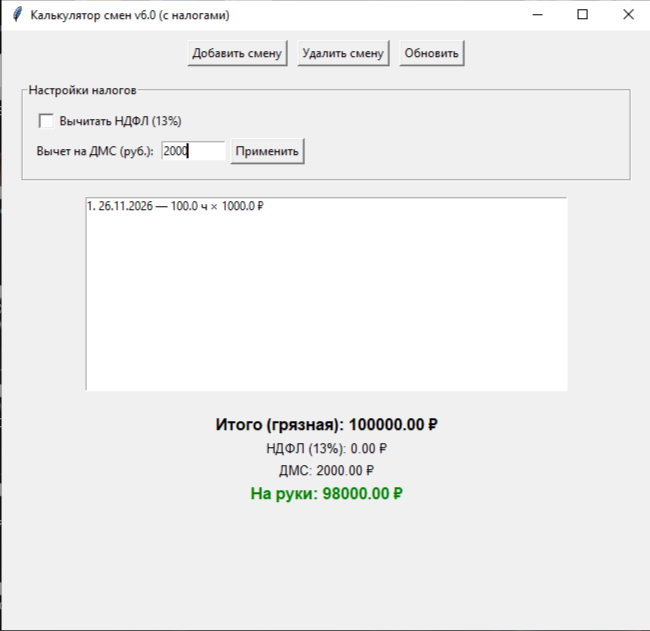 Калькулятор смен v6.0 (с налогами)
Добавить смену Удалить смену Обновить
Настройки налогов
Вычитать НДФЛ (13%)
Вычет на ДМС (руб.): 2000 Применить
1. 26.11.2026 — 100.0 ч × 1000.0 ₽
Итого (грязная): 100000.00 ₽
НДФЛ (13%): 0.00 ₽
ДМС: 2000.00 ₽
На руки: 98000.00 ₽